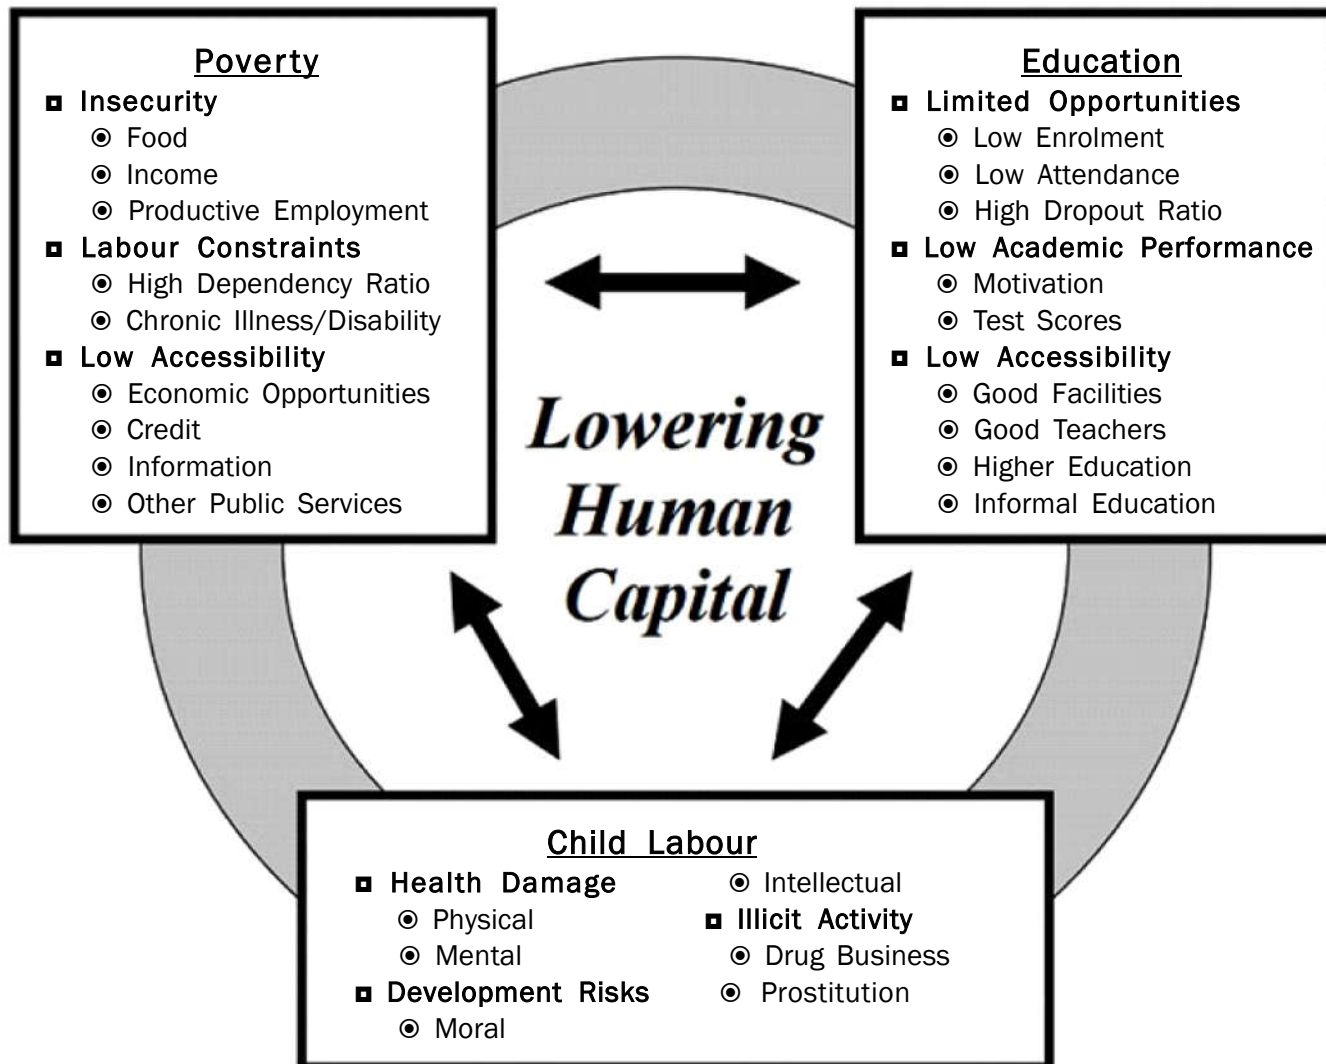 Poverty
Insecurity
Food
Income
Productive Employment
Labour Constraints
High Dependency Ratio
Chronic Illness/Disability
Low Accessibility
Economic Opportunities
Credit
Information
Other Public Services
Education
Limited Opportunities
Low Enrolment
Low Attendance
High Dropout Ratio
Low Academic Performance
Motivation
Test Scores
Low Accessibility
Good Facilities
Good Teachers
Higher Education
Informal Education
Lowering
Human
Capital
Child Labour
Health Damage
Physical
Mental
Development Risks
Moral
Intellectual
Illicit Activity
Drug Business
Prostitution